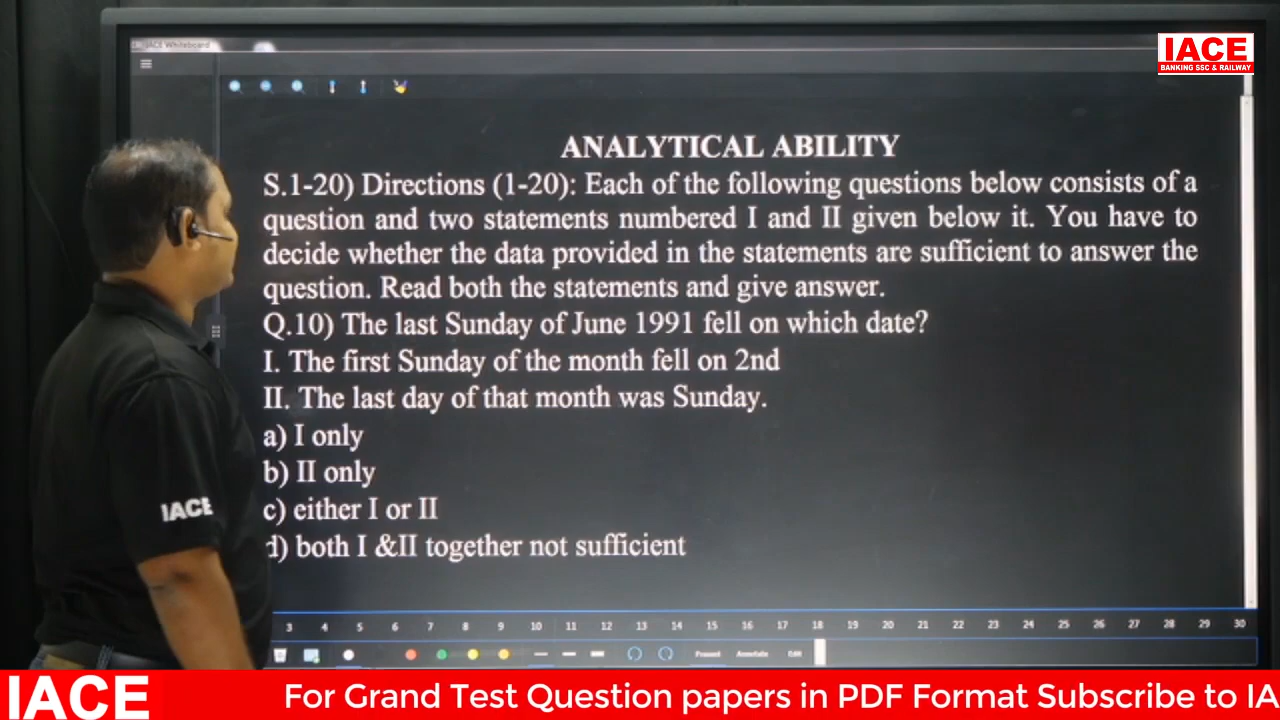 IACE Whiteboard
IACE
BANKING SSC & RAILWAY
ANALYTICAL ABILITY
S.1-20) Directions (1-20): Each of the following questions below consists of a
question and two statements numbered I and II given below it. You have to
decide whether the data provided in the statements are sufficient to answer the
question. Read both the statements and give answer.
Q.10) The last Sunday of June 1991 fell on which date?
I. The first Sunday of the month fell on 2nd
II. The last day of that month was Sunday.
a) I only
b) II only
c) either I or II
d) both I &II together not sufficient
IACE
3 4 5 6 7 8 9 10 11 12 13 14 15 16 17 18 19 20 21 22 23 24 25 26 27 28 29 30
Annotate Edit
IACE For Grand Test Question papers in PDF Format Subscribe to IA